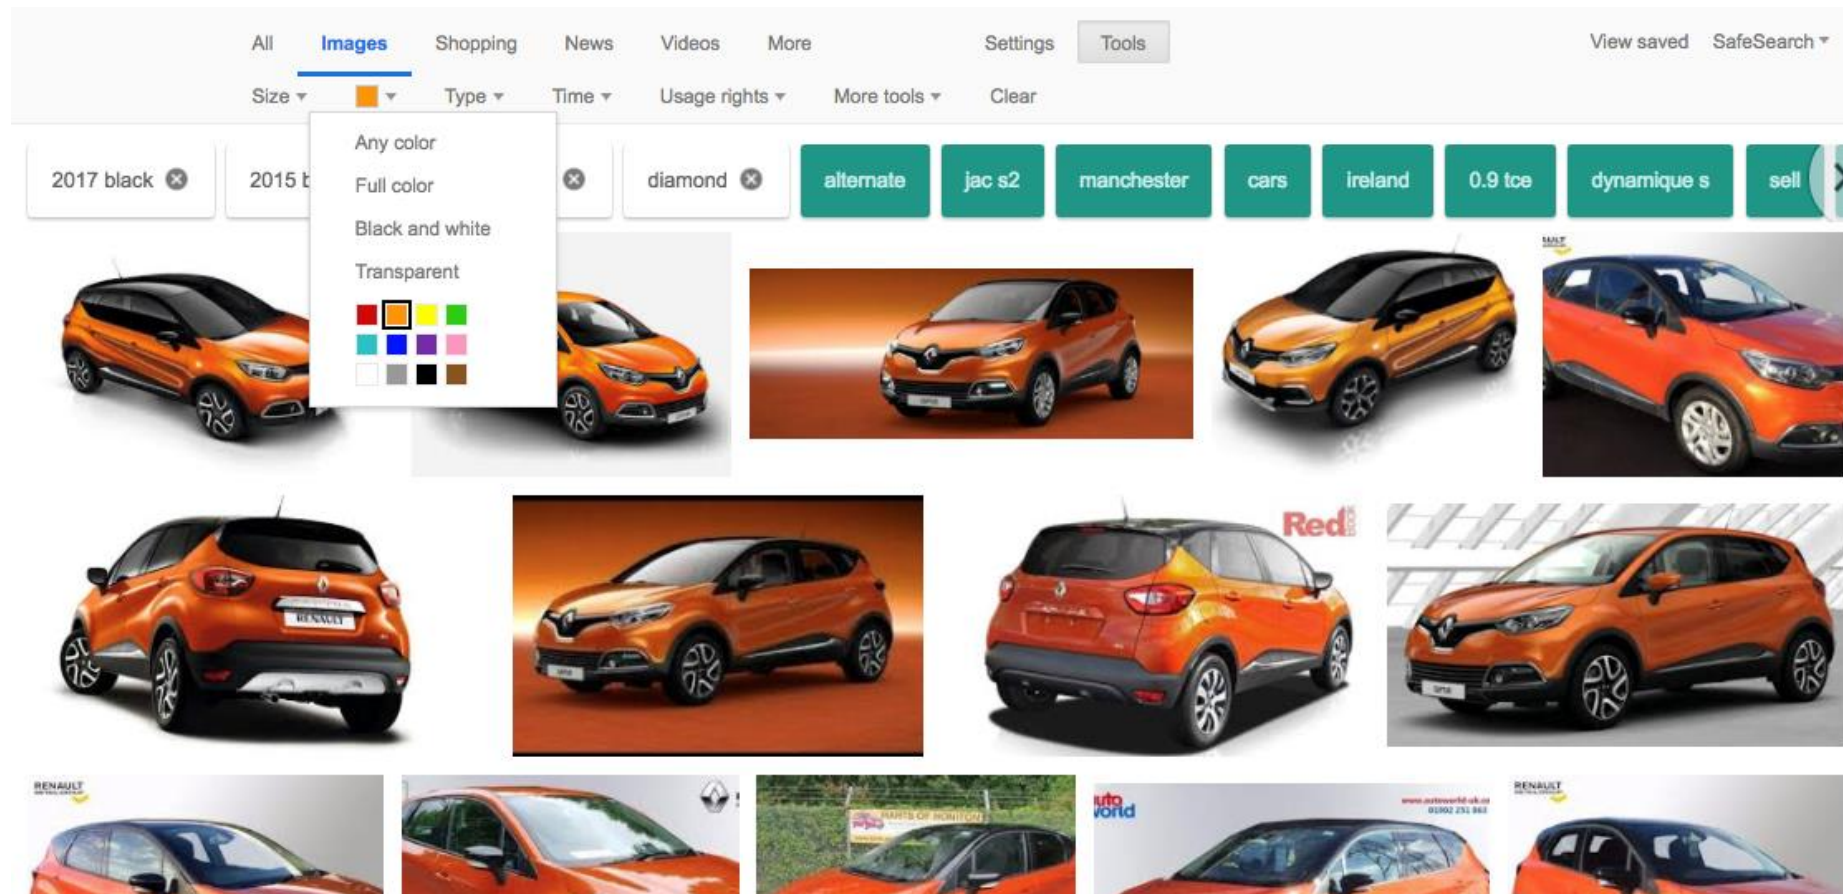 All Images Shopping News Videos More Settings Tools View saved SafeSearch
Size Type Time Usage rights More tools Clear
Any color
Full color
Black and white
Transparent
2017 black 2015 diamond alternate jac s2 manchester cars ireland 0.9 tce dynamique s sell
RENAULT
Red
RENAULT
RENAULT
world